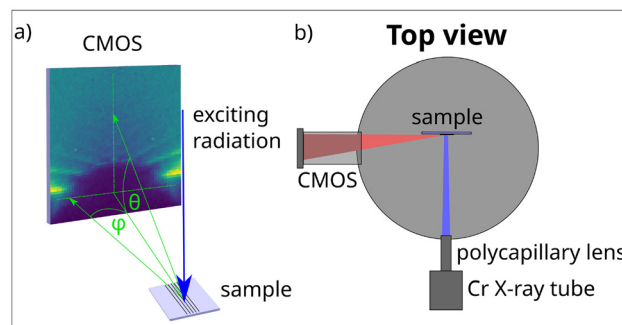 a)
CMOS
exciting
radiation
θ
φ
sample
b)
Top view
sample
CMOS
polycapillary lens
Cr X-ray tube